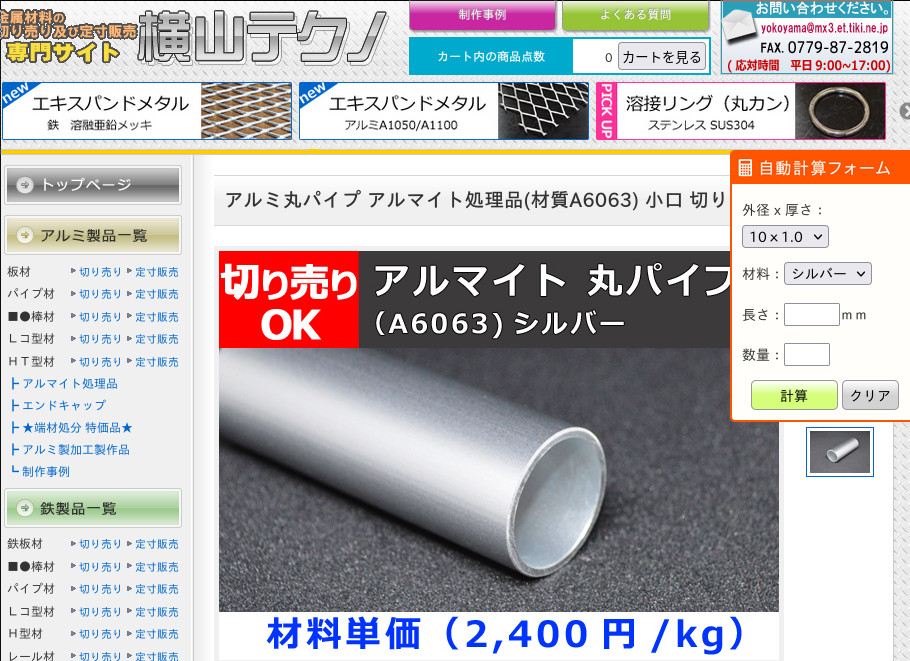 金属材料の
切り売り及び定寸販売
専門サイト
横山テクノ
制作事例
よくある質問
カート内の商品点数
0
カートを見る
お問い合わせください。
yokoyama@mx3.et.tiki.ne.jp
FAX. 0779-87-2819
( 応対時間　平日 9:00~17:00)
new
エキスパンドメタル
鉄　溶融亜鉛メッキ
new
エキスパンドメタル
アルミA1050/A1100
PICK UP
溶接リング（丸カン）
ステンレス SUS304
トップページ
アルミ製品一覧
板材 切り売り 定寸販売
パイプ材 切り売り 定寸販売
■●棒材 切り売り 定寸販売
Ｌコ型材 切り売り 定寸販売
ＨＴ型材 切り売り 定寸販売
┣ アルマイト処理品
┣ エンドキャップ
┣ ★端材処分 特価品★
┣ アルミ製加工製作品
┗ 制作事例
鉄製品一覧
鉄板材 切り売り 定寸販売
■●棒材 切り売り 定寸販売
パイプ材 切り売り 定寸販売
Ｌコ型材 切り売り 定寸販売
Ｈ型材 切り売り 定寸販売
レール材 切り売り 定寸販売
アルミ丸パイプ アルマイト処理品(材質A6063) 小口 切り
切り売り
OK
アルマイト 丸パイプ
（A6063) シルバー
材料単価（2,400 円 /kg）
自動計算フォーム
外径 x 厚さ：
10 x 1.0
材料：シルバー
長さ： ｍｍ
数量：
計算
クリア